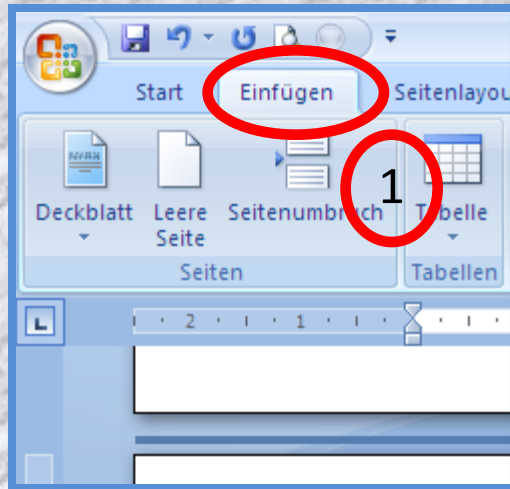 Start Einfügen Seitenlayou
1
Deckblatt Leere Seite Seitenumbruch Tabelle
Seiten Tabellen
L 2 1